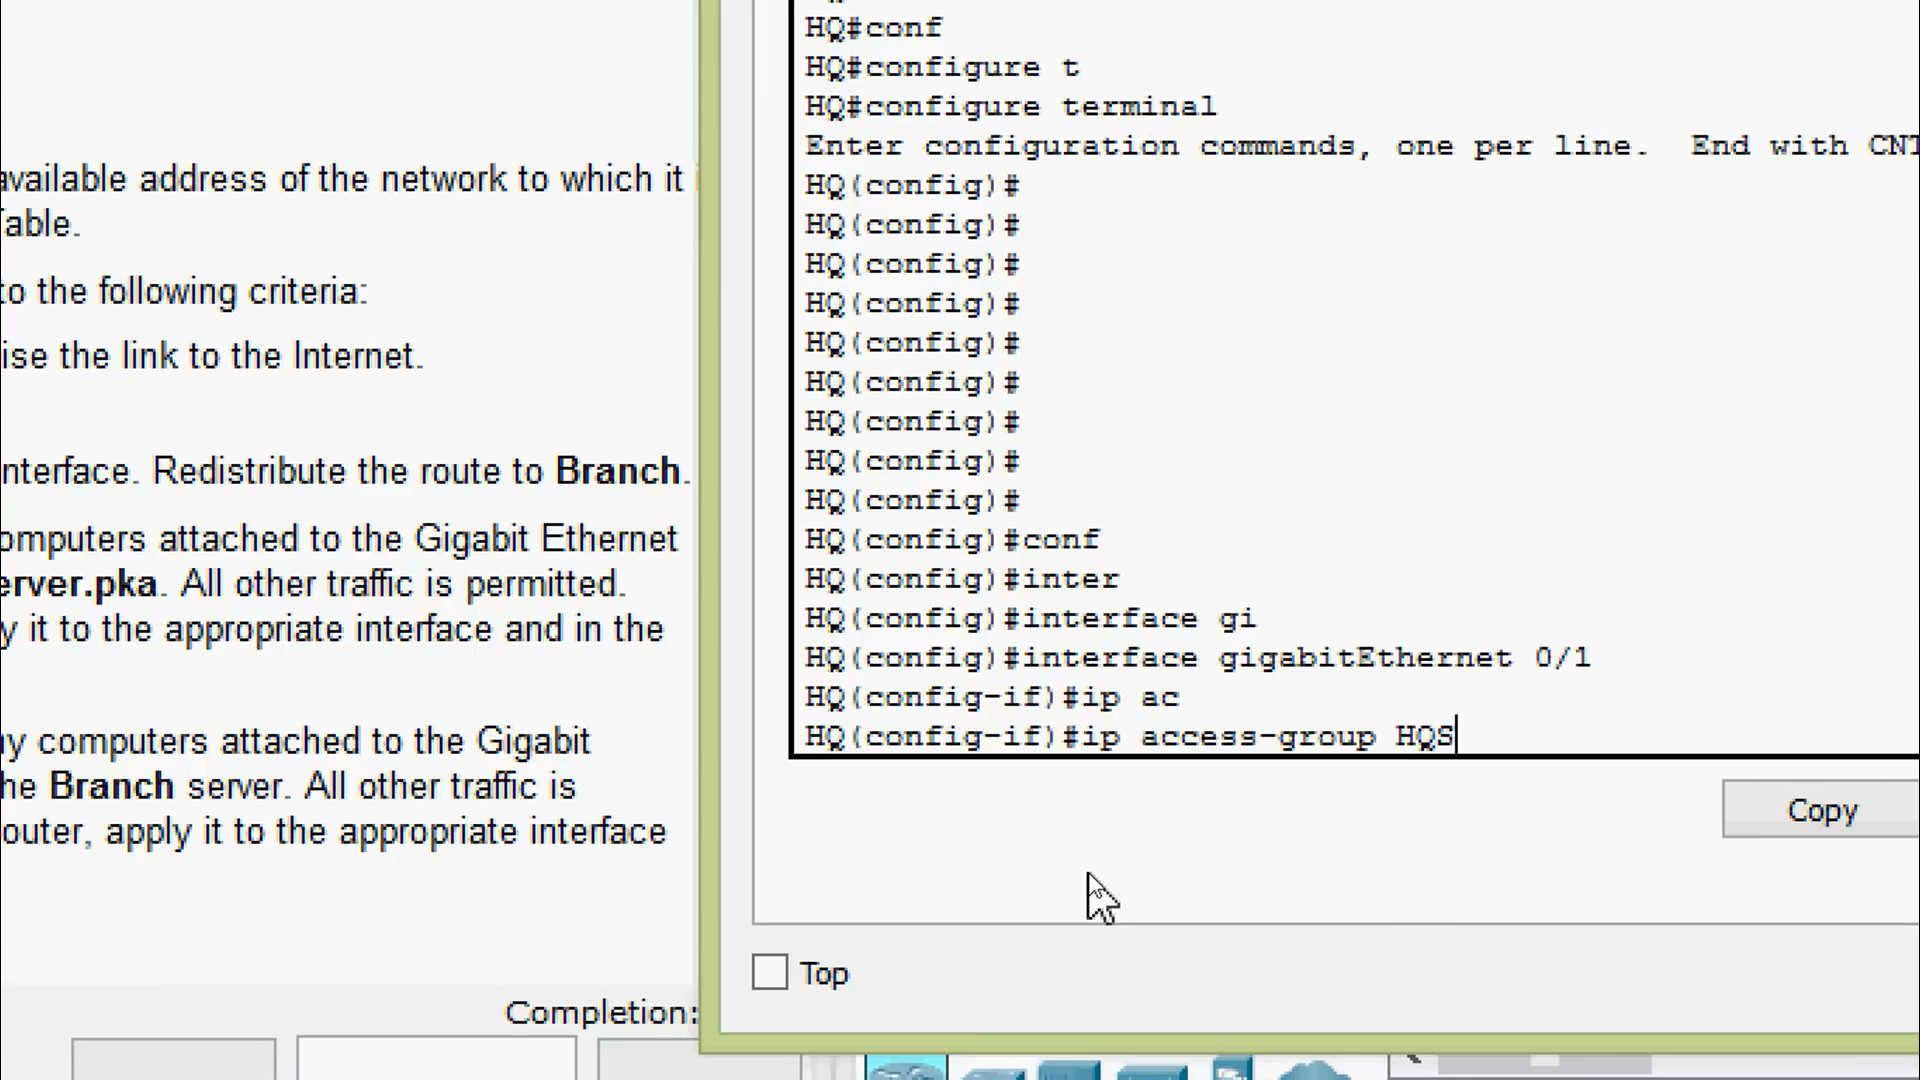 available address of the network to which it
Table.
to the following criteria:
ise the link to the Internet.
nterface. Redistribute the route to Branch.
omputers attached to the Gigabit Ethernet
erver.pka. All other traffic is permitted.
y it to the appropriate interface and in the
ny computers attached to the Gigabit
he Branch server. All other traffic is
outer, apply it to the appropriate interface
Completion:
HQ#conf
HQ#configure t
HQ#configure terminal
Enter configuration commands, one per line.  End with CNT
HQ(config)#
HQ(config)#
HQ(config)#
HQ(config)#
HQ(config)#
HQ(config)#
HQ(config)#
HQ(config)#
HQ(config)#
HQ(config)#conf
HQ(config)#inter
HQ(config)#interface gi
HQ(config)#interface gigabitEthernet 0/1
HQ(config-if)#ip ac
HQ(config-if)#ip access-group HQS
Copy
Top